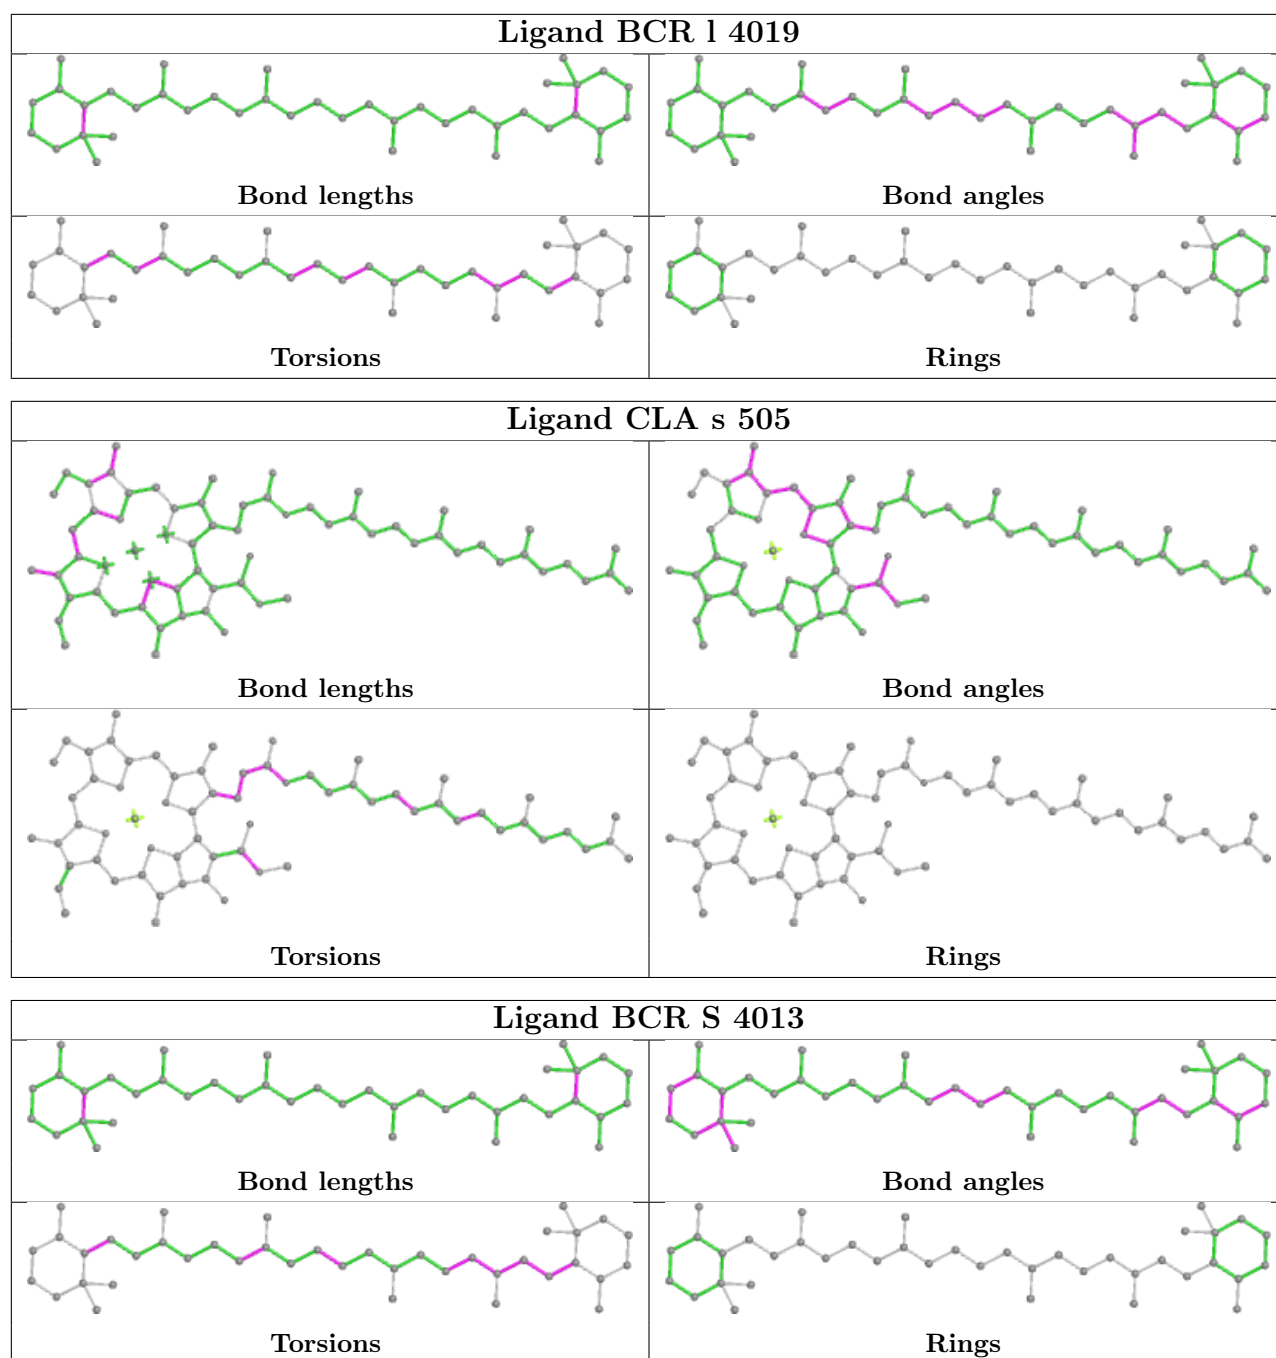 Ligand BCR l 4019
Bond lengths
Bond angles
Torsions
Rings
Ligand CLA s 505
Bond lengths
Bond angles
Torsions
Rings
Ligand BCR S 4013
Bond lengths
Bond angles
Torsions
Rings